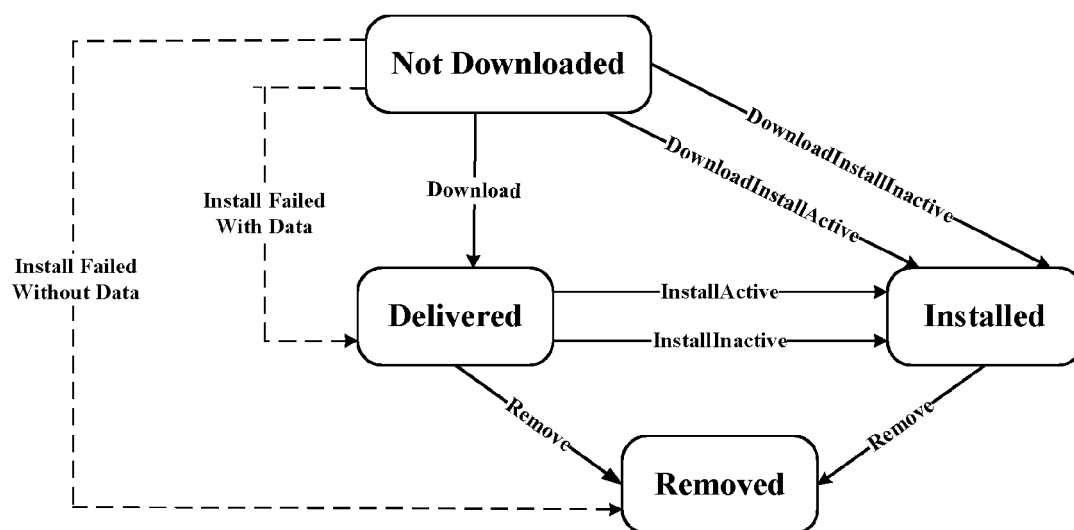 Not Downloaded
DownloadInstallInactive
DownloadInstallActive
Download
Install Failed
With Data
Install Failed
Without Data
Delivered
InstallActive
InstallInactive
Installed
Remove
Remove
Removed